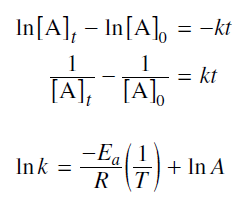 ln[A]ₜ − ln[A]₀ = −kt
1/[A]ₜ − 1/[A]₀ = kt
ln k = −Eₐ/R (1/T) + ln A